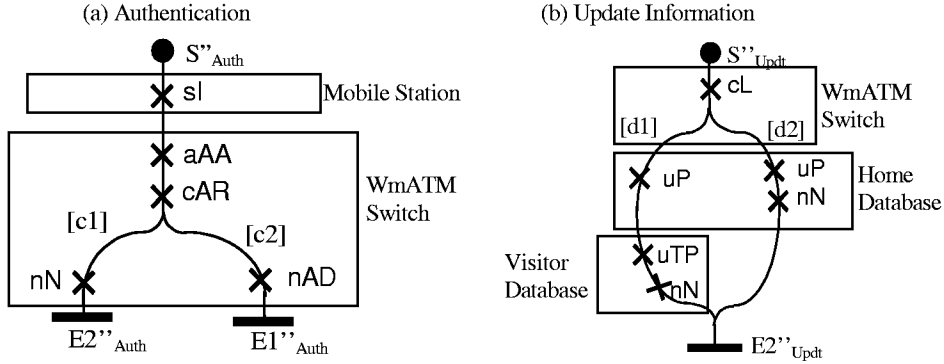 (a) Authentication
S''Auth
sI
Mobile Station
aAA
cAR
WmATM
Switch
[c1]
[c2]
nN
nAD
E2''Auth
E1''Auth
(b) Update Information
S''Updt
cL
WmATM
Switch
[d1]
[d2]
uP
uP
nN
Home
Database
Visitor
Database
uTP
nN
E2''Updt